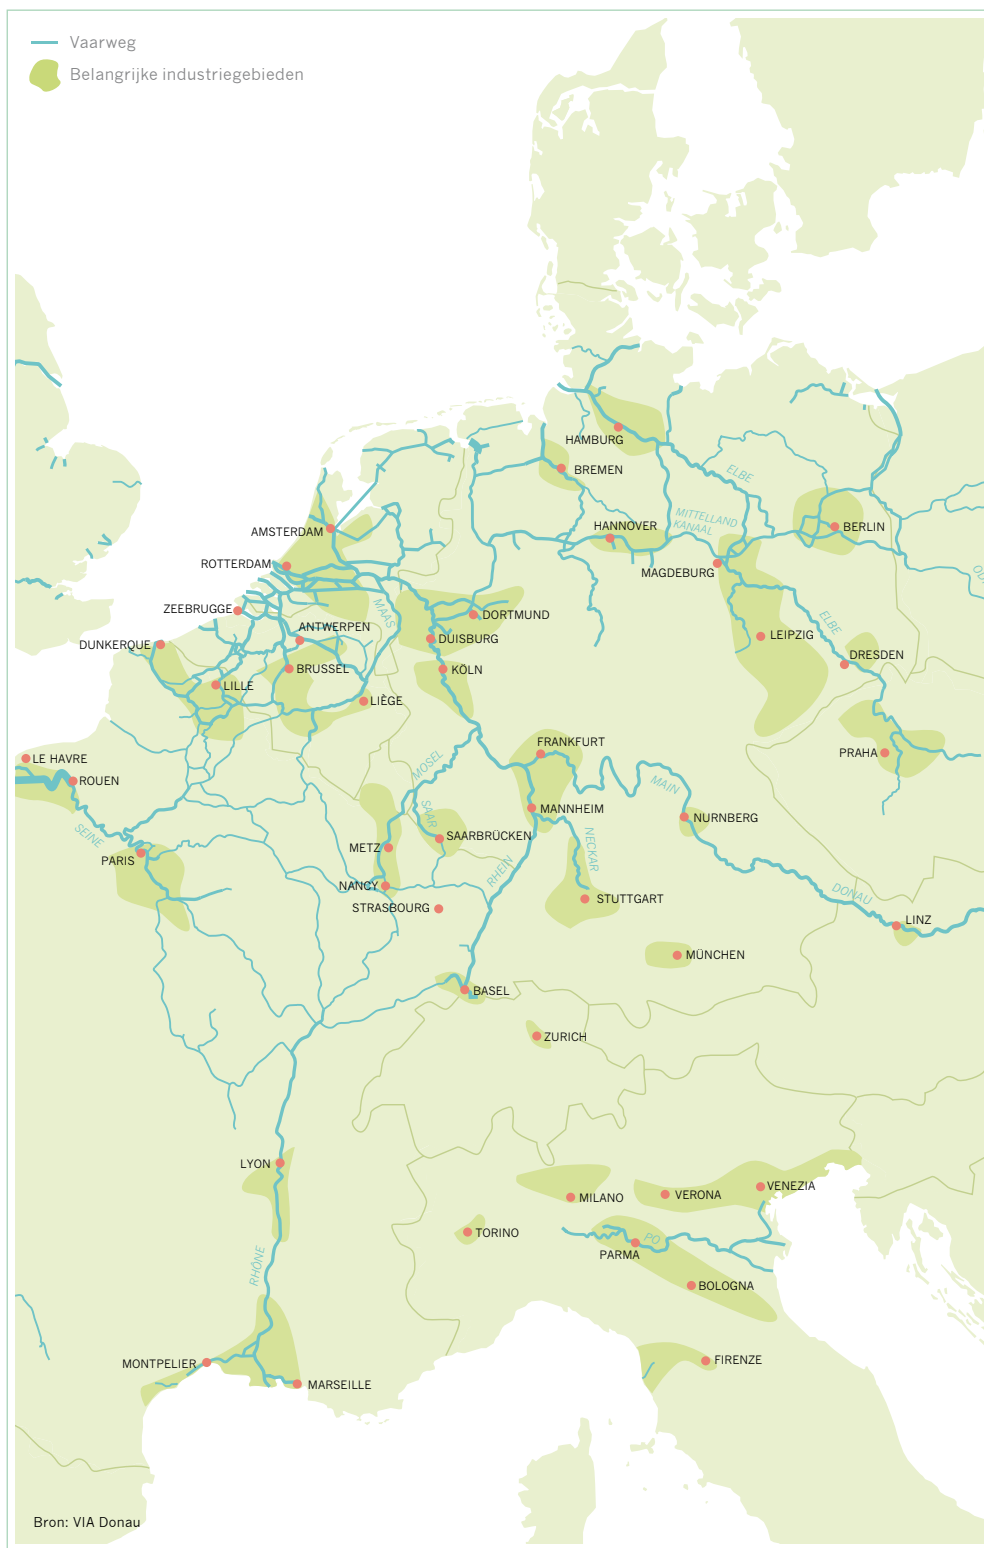 Vaarweg
Belangrijke industriegebieden
HAMBURG
BREMEN
ELBE
AMSTERDAM
HANNOVER
MITTELLAND
KANAAL
BERLIN
ROTTERDAM
MAGDEBURG
ZEEBRUGGE
MAAS
DORTMUND
ANTWERPEN
DUISBURG
ELBE
LEIPZIG
DUNKERQUE
BRUSSEL
KÖLN
DRESDEN
LILLE
LIÈGE
FRANKFURT
PRAHA
LE HAVRE
MOSEL
ROUEN
MAIN
SAAR
MANNHEIM
NURNBERG
SEINE
SAARBRÜCKEN
METZ
NECKAR
PARIS
RHEIN
NANCY
DONAU
STUTTGART
STRASBOURG
LINZ
MÜNCHEN
BASEL
ZURICH
LYON
MILANO
VERONA
VENEZIA
TORINO
PO
PARMA
RHÔNE
BOLOGNA
MONTPELIER
FIRENZE
MARSEILLE
Bron: VIA Donau